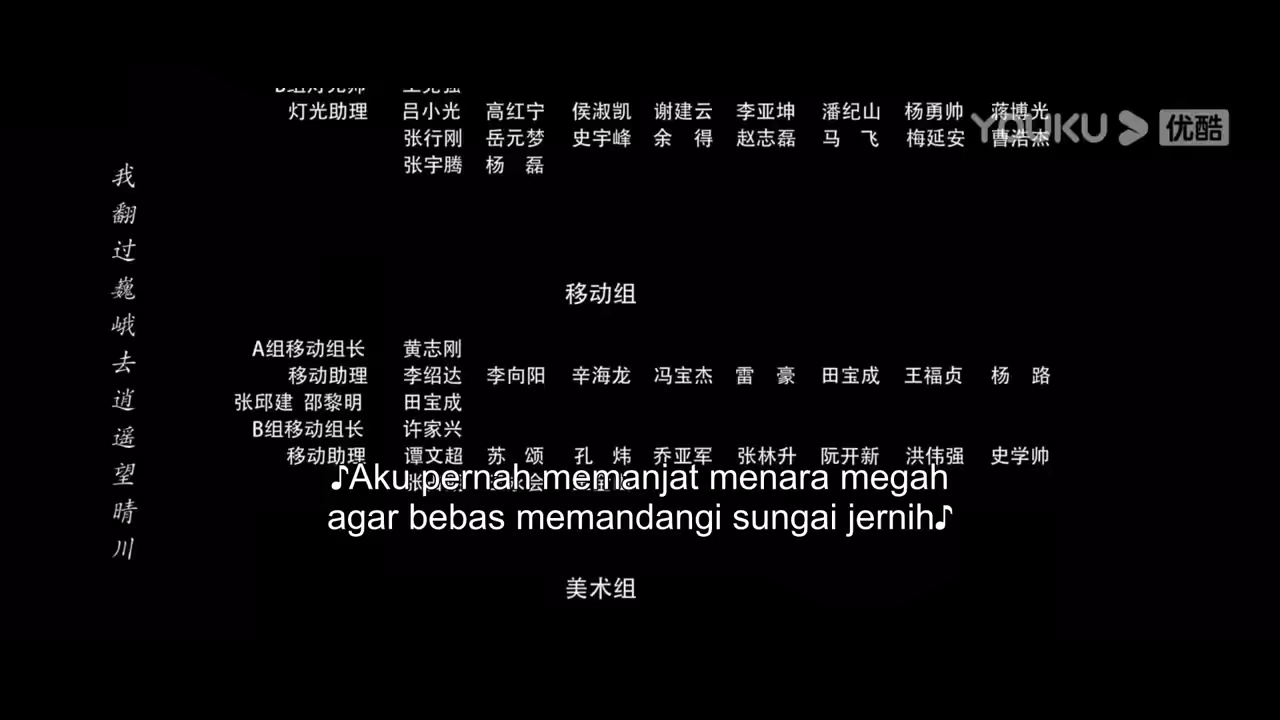 灯光助理 吕小光 高红宁 侯淑凯 谢建云 李亚坤 潘纪山 杨勇帅 蒋博光
张行刚 岳元梦 史宇峰 余 得 赵志磊 马 飞 梅延安 曹浩杰
张宇腾 杨 磊
YOUKU 优酷
我翻过巍峨去逍遥望晴川
移动组
A组移动组长 黄志刚
移动助理 李绍达 李向阳 辛海龙 冯宝杰 雷 豪 田宝成 王福贞 杨 路
张邱建 邵黎明 田宝成
B组移动组长 许家兴
移动助理 谭文超 苏 颂 孔 炜 乔亚军 张林升 阮开新 洪伟强 史学帅
♪Aku pernah memanjat menara megah
agar bebas memandangi sungai jernih♪
美术组